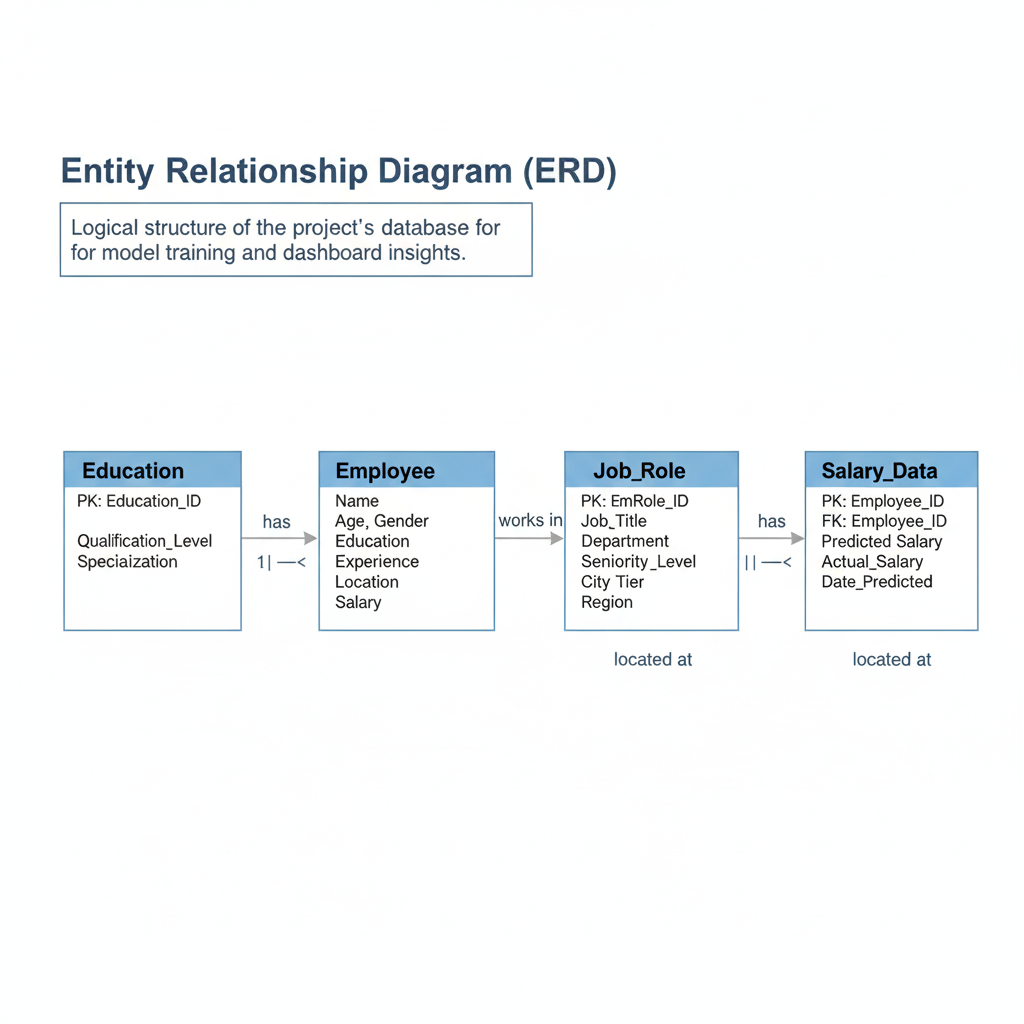 Entity Relationship Diagram (ERD)
Logical structure of the project's database for
for model training and dashboard insights.
Education
PK: Education_ID
Qualification_Level
Speciaization
has
1| —<
Employee
Name
Age, Gender
Education
Experience
Location
Salary
works in
Job_Role
PK: EmRole_ID
Job_Title
Department
Seniority_Level
City Tier
Region
located at
has
|| —<
Salary_Data
PK: Employee_ID
FK: Employee_ID
Predicted Salary
Actual_Salary
Date_Predicted
located at